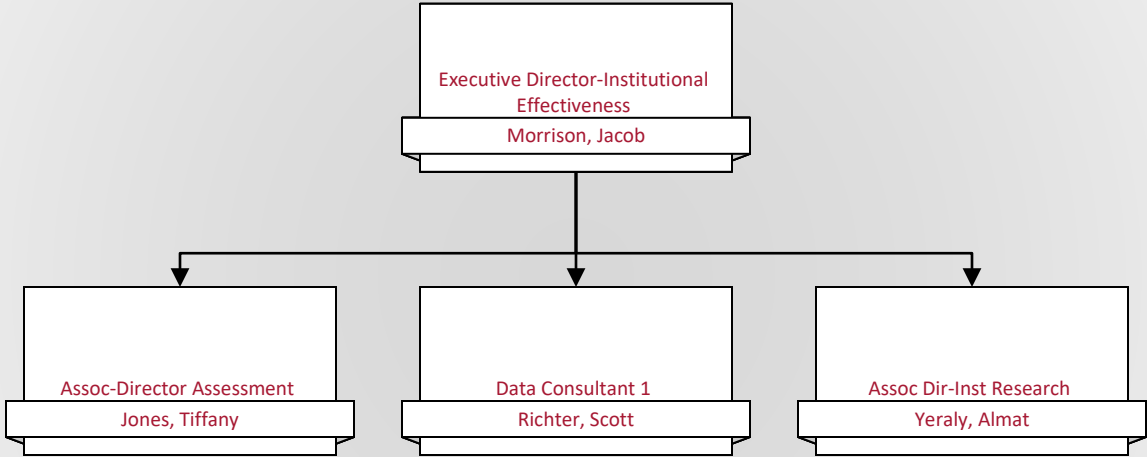 Executive Director-Institutional
Effectiveness
Morrison, Jacob
Assoc-Director Assessment
Jones, Tiffany
Data Consultant 1
Richter, Scott
Assoc Dir-Inst Research
Yeraly, Almat